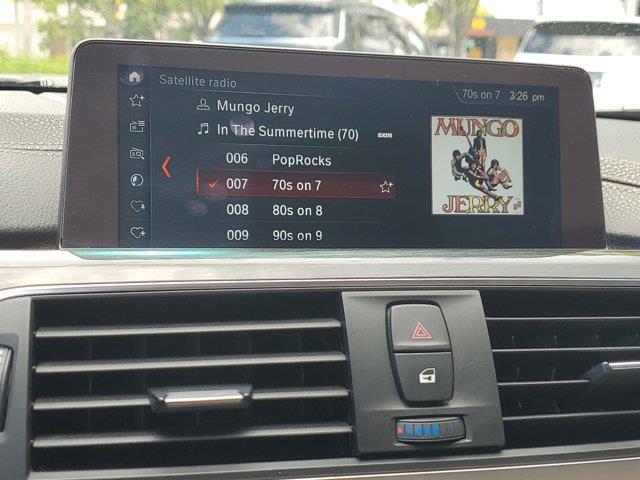 Satellite radio
70s on 7 3:26 pm
Mungo Jerry
In The Summertime (70)
sxm
006 PopRocks
007 70s on 7
008 80s on 8
009 90s on 9
MUNGO
JERRY